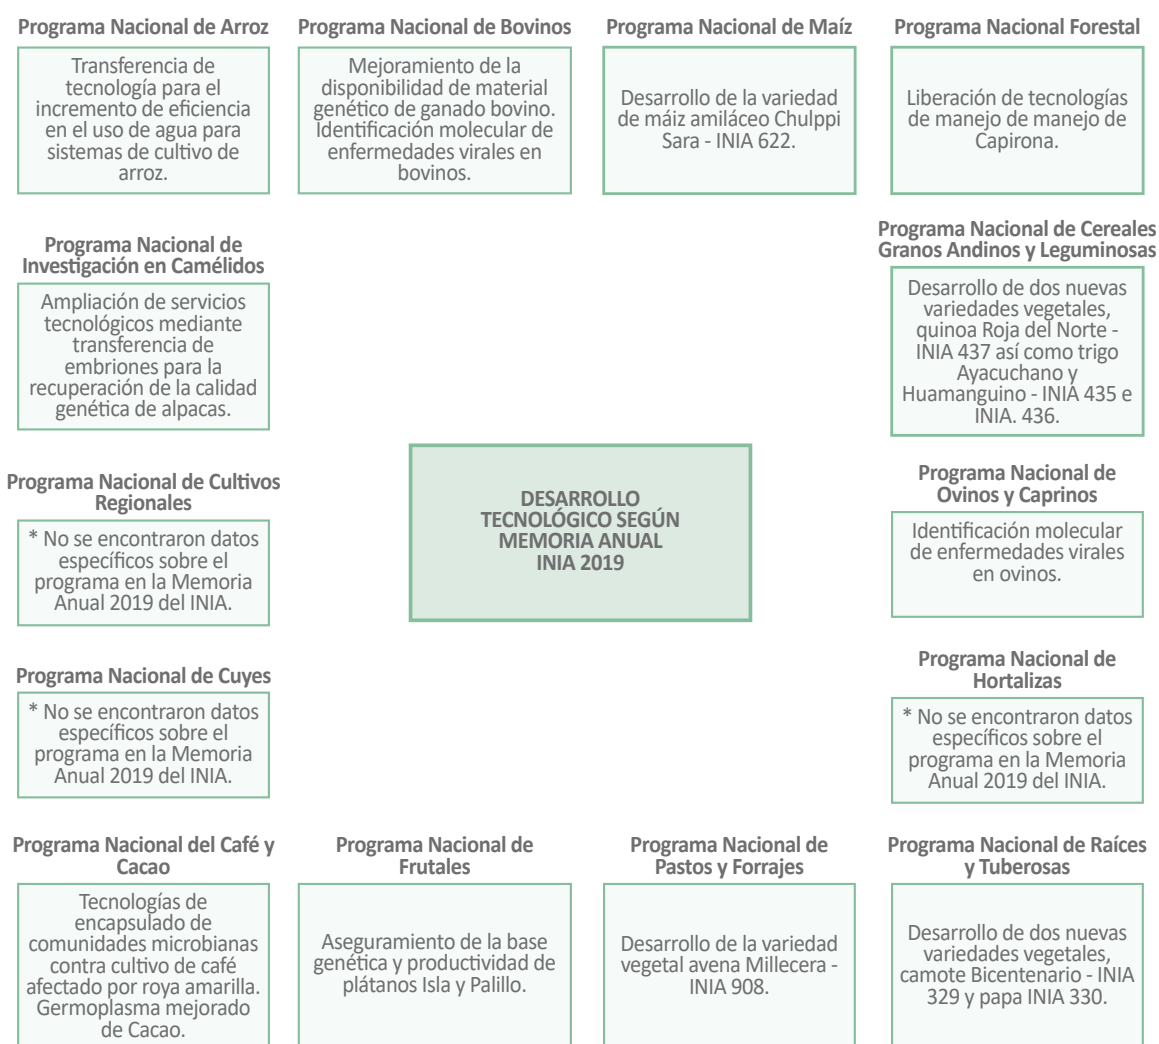 Programa Nacional de Arroz
Transferencia de
tecnología para el
incremento de eficiencia
en el uso de agua para
sistemas de cultivo de
arroz.
Programa Nacional de Bovinos
Mejoramiento de la
disponibilidad de material
genético de ganado bovino.
Identificación molecular de
enfermedades virales en
bovinos.
Programa Nacional de Maíz
Desarrollo de la variedad
de máiz amiláceo Chulppi
Sara - INIA 622.
Programa Nacional Forestal
Liberación de tecnologías
de manejo de manejo de
Capirona.
Programa Nacional de
Investigación en Camélidos
Ampliación de servicios
tecnológicos mediante
transferencia de
embriones para la
recuperación de la calidad
genética de alpacas.
Programa Nacional de Cereales
Granos Andinos y Leguminosas
Desarrollo de dos nuevas
variedades vegetales,
quinoa Roja del Norte -
INIA 437 así como trigo
Ayacuchano y
Huamanguino - INIA 435 e
INIA. 436.
Programa Nacional de Cultivos
Regionales
* No se encontraron datos
específicos sobre el
programa en la Memoria
Anual 2019 del INIA.
DESARROLLO
TECNOLÓGICO SEGÚN
MEMORIA ANUAL
INIA 2019
Programa Nacional de
Ovinos y Caprinos
Identificación molecular
de enfermedades virales
en ovinos.
Programa Nacional de Cuyes
* No se encontraron datos
específicos sobre el
programa en la Memoria
Anual 2019 del INIA.
Programa Nacional de
Hortalizas
* No se encontraron datos
específicos sobre el
programa en la Memoria
Anual 2019 del INIA.
Programa Nacional del Café y
Cacao
Tecnologías de
encapsulado de
comunidades microbianas
contra cultivo de café
afectado por roya amarilla.
Germoplasma mejorado
de Cacao.
Programa Nacional de
Frutales
Aseguramiento de la base
genética y productividad de
plátanos Isla y Palillo.
Programa Nacional de
Pastos y Forrajes
Desarrollo de la variedad
vegetal avena Millecera -
INIA 908.
Programa Nacional de Raíces
y Tuberosas
Desarrollo de dos nuevas
variedades vegetales,
camote Bicentenario - INIA
329 y papa INIA 330.